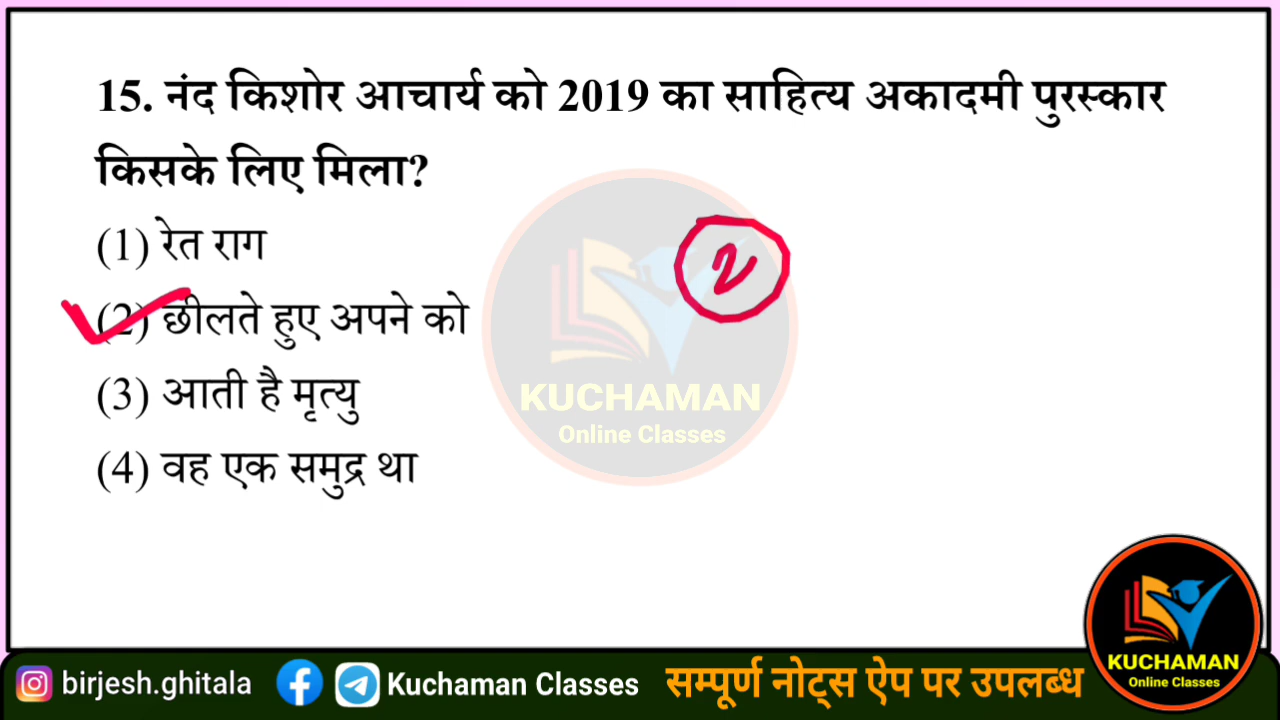 15. नंद किशोर आचार्य को 2019 का साहित्य अकादमी पुरस्कार
किसके लिए मिला?
(1) रेत राग
(2) छीलते हुए अपने को
(3) आती है मृत्यु
(4) वह एक समुद्र था
2
KUCHAMAN
Online Classes
KUCHAMAN
Online Classes
birjesh.ghitala
Kuchaman Classes
सम्पूर्ण नोट्स ऐप पर उपलब्ध